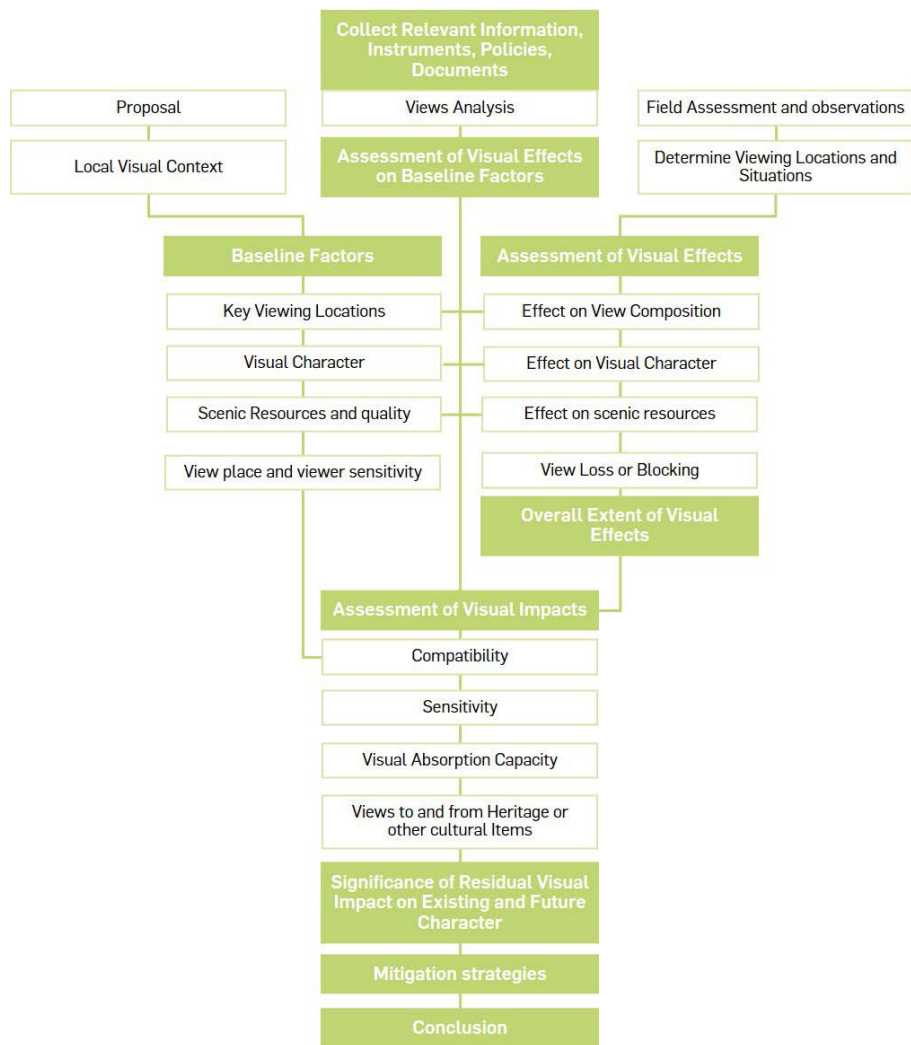 Collect Relevant Information,
Instruments, Policies,
Documents
Proposal
Views Analysis
Field Assessment and observations
Local Visual Context
Assessment of Visual Effects
on Baseline Factors
Determine Viewing Locations and
Situations
Baseline Factors
Assessment of Visual Effects
Key Viewing Locations
Effect on View Composition
Visual Character
Effect on Visual Character
Scenic Resources and quality
Effect on scenic resources
View place and viewer sensitivity
View Loss or Blocking
Overall Extent of Visual
Effects
Assessment of Visual Impacts
Compatibility
Sensitivity
Visual Absorption Capacity
Views to and from Heritage or
other cultural Items
Significance of Residual Visual
Impact on Existing and Future
Character
Mitigation strategies
Conclusion